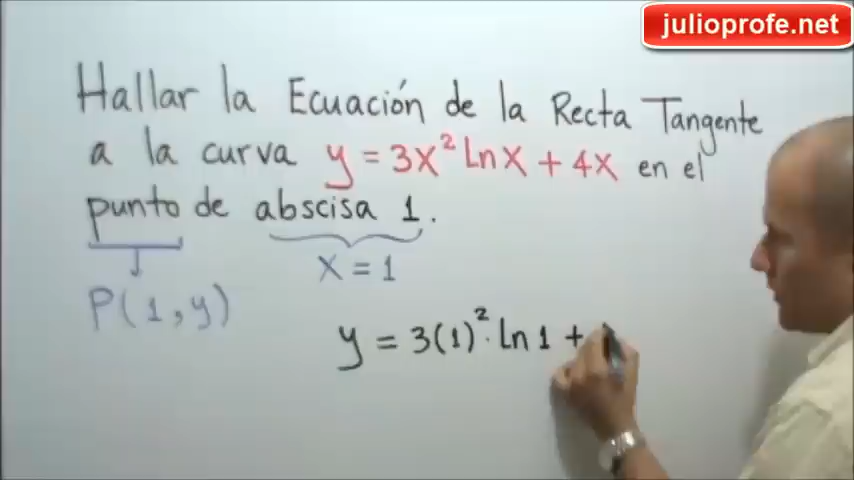 julioprofe.net
Hallar la Ecuación de la Recta Tangente
a la curva y = 3x² Lnx + 4x en el
punto de abscisa 1.
x = 1
P(1, y)
y = 3(1)² · Ln 1 +